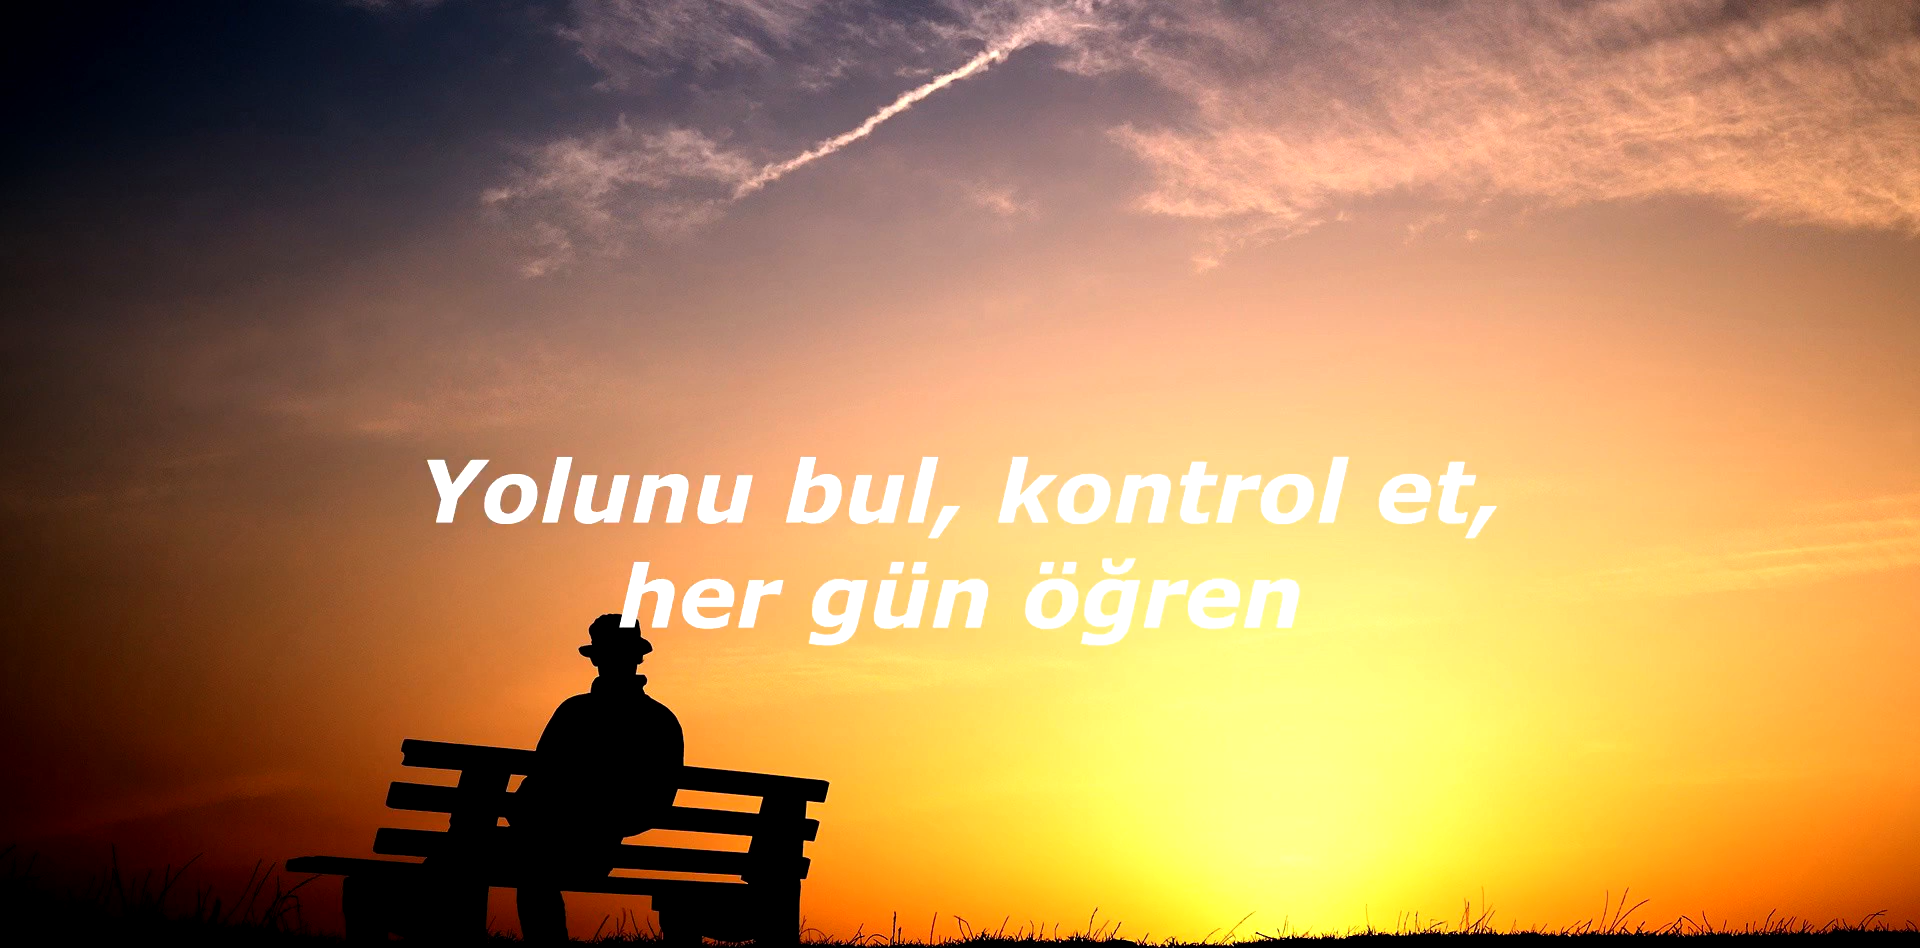 Yolunu bul, kontrol et,
her gün öğren